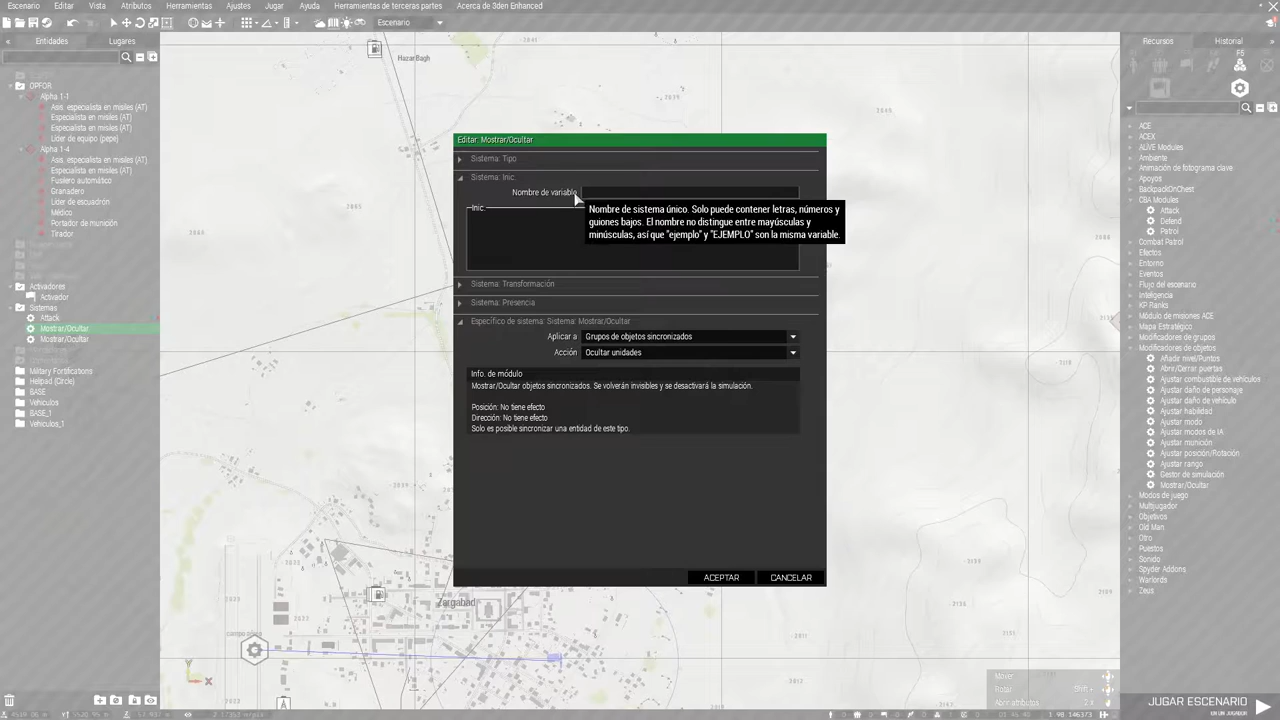 Escenario Editar Vista Atributos Herramientas Ajustes Jugar Ayuda Herramientas de terceras partes Acerca de 3den Enhanced
Escenario
Entidades Lugares
OPFOR
Alpha 1-1
Asis. especialista en misiles (AT)
Especialista en misiles (AT)
Especialista en misiles (AT)
Líder de equipo (pepe)
Alpha 1-4
Asis. especialista en misiles (AT)
Especialista en misiles (AT)
Fusilero automático
Granadero
Líder de escuadrón
Médico
Portador de munición
Tirador
Activadores
Activador
Sistemas
Attack
Mostrar/Ocultar
Mostrar/Ocultar
Military Fortifications
Helipad (Circle)
BASE
Vehiculos
BASE_1
Vehiculos_1
Hazar Bagh
Zargabad
Editar: Mostrar/Ocultar
Sistema: Tipo
Sistema: Inic.
Nombre de variable
Inic.
Nombre de sistema único. Solo puede contener letras, números y
guiones bajos. El nombre no distingue entre mayúsculas y
minúsculas, así que "ejemplo" y "EJEMPLO" son la misma variable.
Sistema: Transformación
Sistema: Presencia
Específico de sistema: Sistema: Mostrar/Ocultar
Aplicar a Grupos de objetos sincronizados
Acción Ocultar unidades
Info. de módulo
Mostrar/Ocultar objetos sincronizados. Se volverán invisibles y se desactivará la simulación.
Posición: No tiene efecto
Dirección: No tiene efecto
Solo es posible sincronizar una entidad de este tipo.
ACEPTAR CANCELAR
Recursos Historial
F6
ACE
ACEX
ALiVE Modules
Ambiente
Animación de fotograma clave
Apoyos
BackpackOnChest
CBA Modules
Attack
Defend
Patrol
Combat Patrol
Efectos
Entorno
Eventos
Flujo del escenario
Inteligencia
KP Ranks
Módulo de misiones ACE
Mapa Estratégico
Modificadores de grupos
Modificadores de objetos
Añadir nivel/Puntos
Abrir/Cerrar puertas
Ajustar combustible de vehículos
Ajustar daño de personaje
Ajustar daño de vehículo
Ajustar habilidad
Ajustar modo
Ajustar modos de IA
Ajustar munición
Ajustar posición/Rotación
Ajustar rango
Gestor de simulación
Mostrar/Ocultar
Modos de juego
Multijugador
Objetivos
Old Man
Otro
Puestos
Sonido
Spyder Addons
Warlords
Zeus
Mover
Rotar Shift +
Abrir atributos
JUGAR ESCENARIO
EN UN JUGADOR